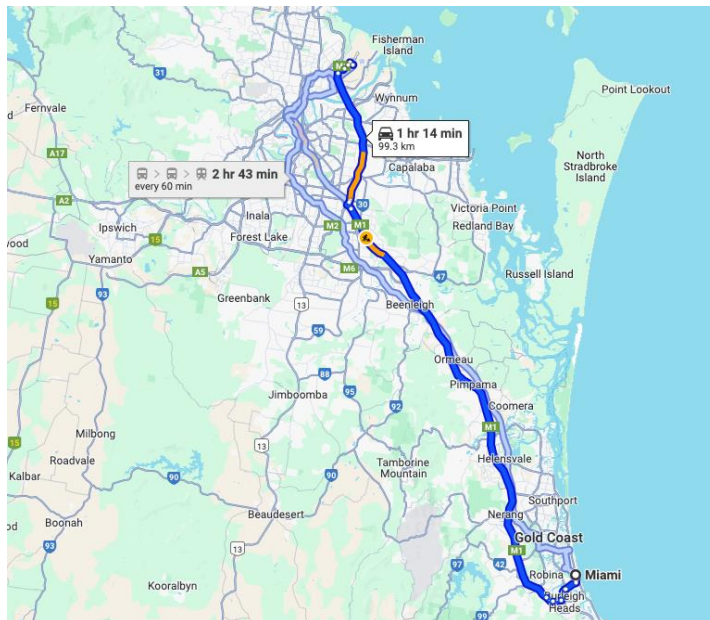 Fisherman
Island
31
M1
Fernvale
Wynnum
Point Lookout
1 hr 14 min
99.3 km
A17
Capalaba
North
Stradbroke
Island
2 hr 43 min
every 60 min
A2
30
Inala
Victoria Point
Ipswich
M2
M1
Redland Bay
15
Forest Lake
wood
Yamanto
A5
M6
47
Russell Island
93
Greenbank
13
Beenleigh
15
59
Ormeau
88
Pimpama
Jimboomba
95
92
Coomera
15
Milbong
13
M1
Roadvale
Helensvale
Kalbar
90
Tamborine
Mountain
90
Southport
Beaudesert
Nerang
Boonah
Gold Coast
93
13
M1
42
Robina
Miami
Kooralbyn
97
Burleigh
Heads
99